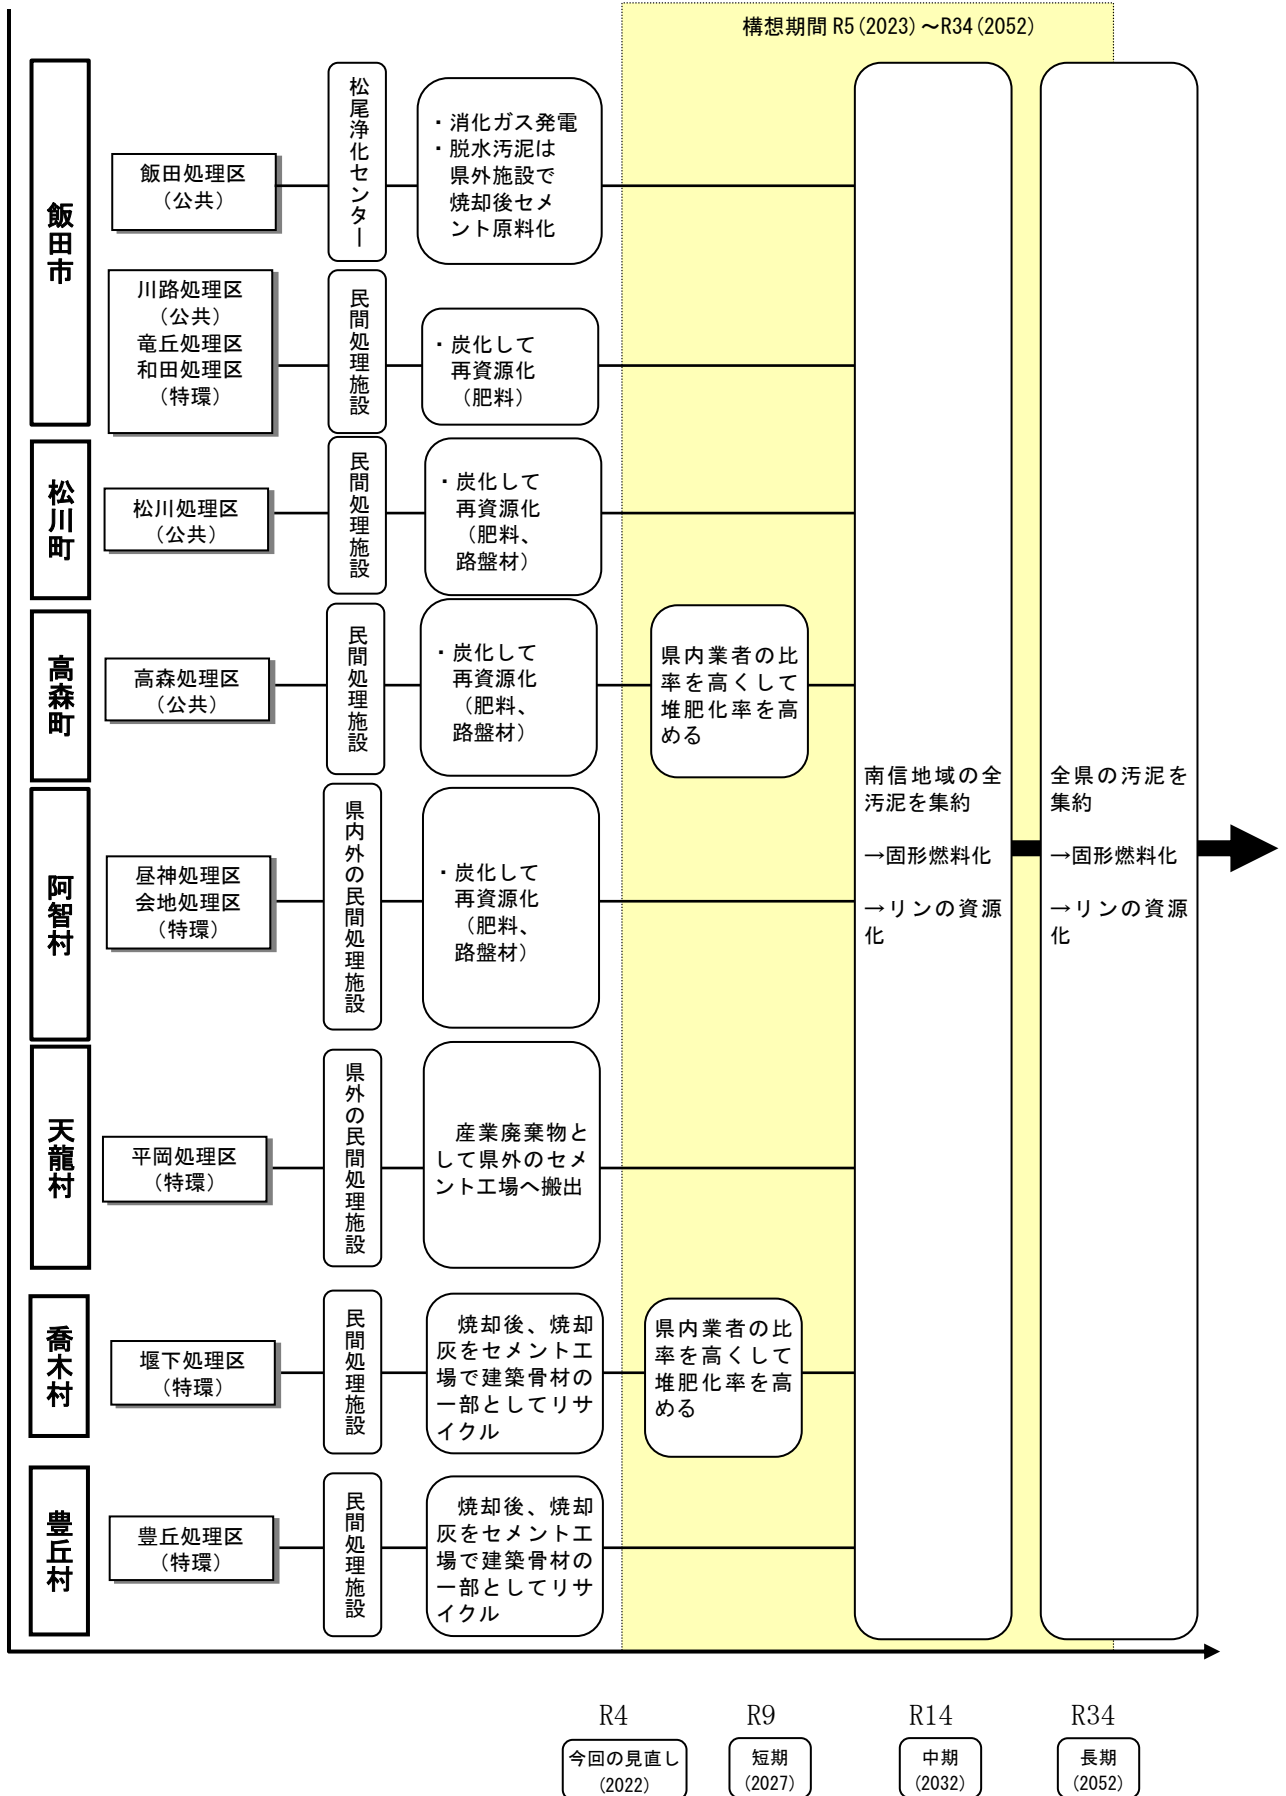 構想期間 R5(2023)～R34(2052)
飯田市
飯田処理区
（公共）
松尾浄化センター
・消化ガス発電
・脱水汚泥は
県外施設で
焼却後セメ
ント原料化
川路処理区
（公共）
竜丘処理区
和田処理区
（特環）
民間処理施設
・炭化して
再資源化
（肥料）
松川町
松川処理区
（公共）
民間処理施設
・炭化して
再資源化
（肥料、
路盤材）
高森町
高森処理区
（公共）
民間処理施設
・炭化して
再資源化
（肥料、
路盤材）
県内業者の比
率を高くして
堆肥化率を高
める
阿智村
昼神処理区
会地処理区
（特環）
県内外の民間処理施設
・炭化して
再資源化
（肥料、
路盤材）
天龍村
平岡処理区
（特環）
県外の民間処理施設
産業廃棄物と
して県外のセメ
ント工場へ搬出
喬木村
堰下処理区
（特環）
民間処理施設
焼却後、焼却
灰をセメント工
場で建築骨材の
一部としてリサ
イクル
県内業者の比
率を高くして
堆肥化率を高
める
豊丘村
豊丘処理区
（特環）
民間処理施設
焼却後、焼却
灰をセメント工
場で建築骨材の
一部としてリサ
イクル
南信地域の全
汚泥を集約
→固形燃料化
→リンの資源
化
全県の汚泥を
集約
→固形燃料化
→リンの資源
化
R4
今回の見直し
(2022)
R9
短期
(2027)
R14
中期
(2032)
R34
長期
(2052)